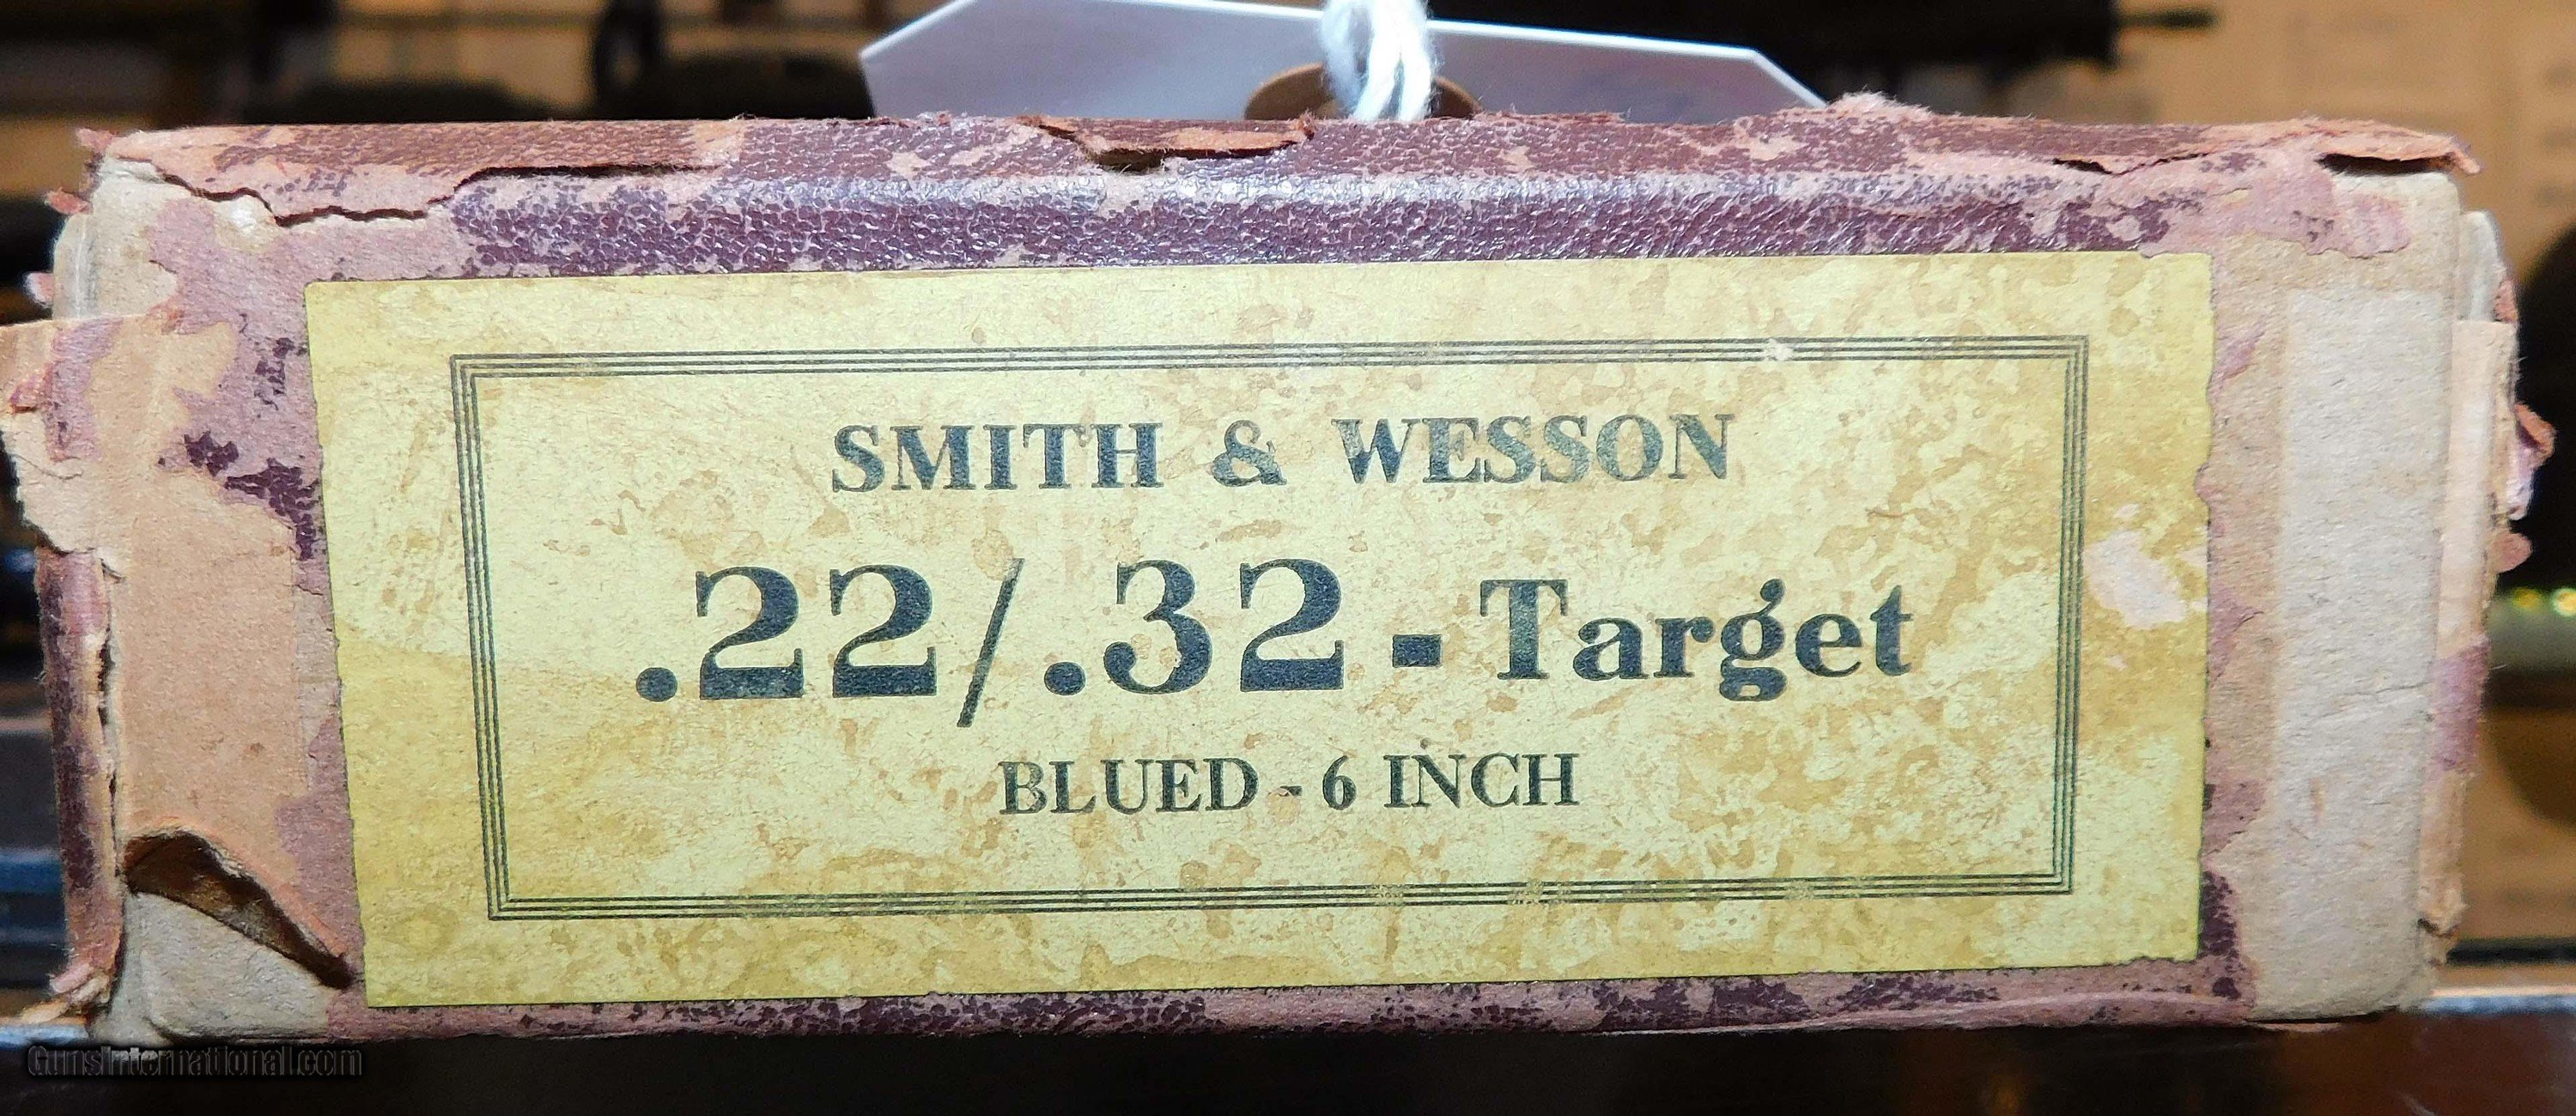 SMITH & WESSON
.22/.32 - Target
BLUED - 6 INCH
GunsInternational.com